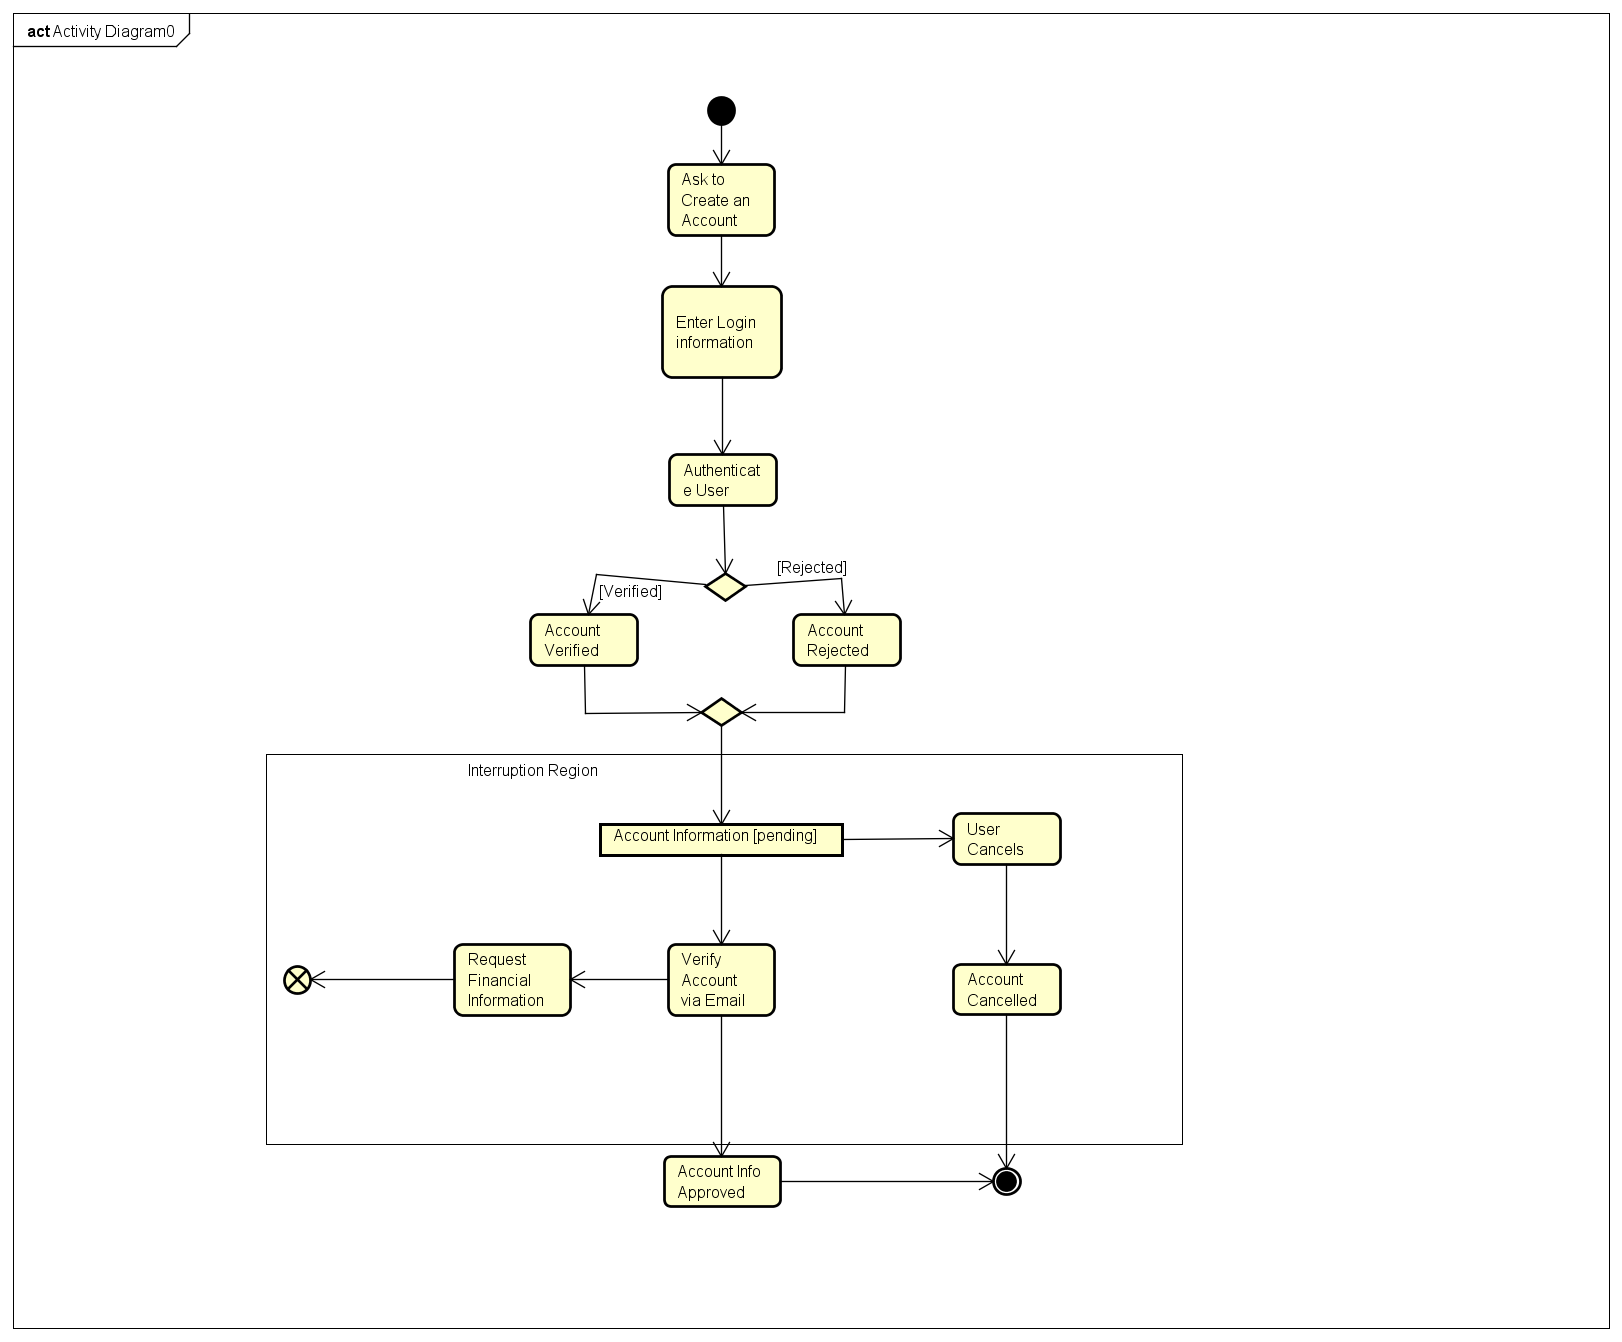 act Activity Diagram0
Ask to
Create an
Account
Enter Login
information
Authenticat
e User
[Rejected]
[Verified]
Account
Verified
Account
Rejected
Interruption Region
Account Information [pending]
User
Cancels
Request
Financial
Information
Verify
Account
via Email
Account
Cancelled
Account Info
Approved